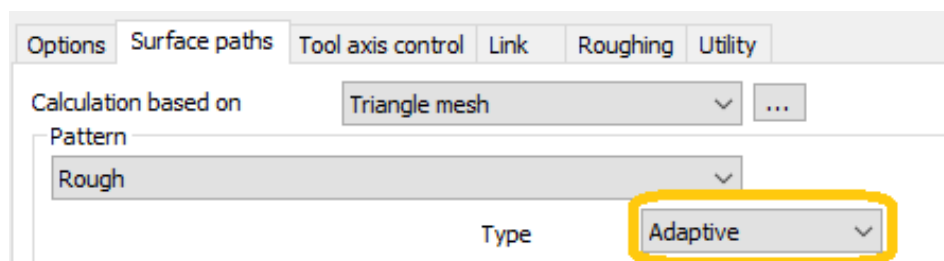 Options Surface paths Tool axis control Link Roughing Utility
Calculation based on Triangle mesh ...
Pattern
Rough
Type Adaptive